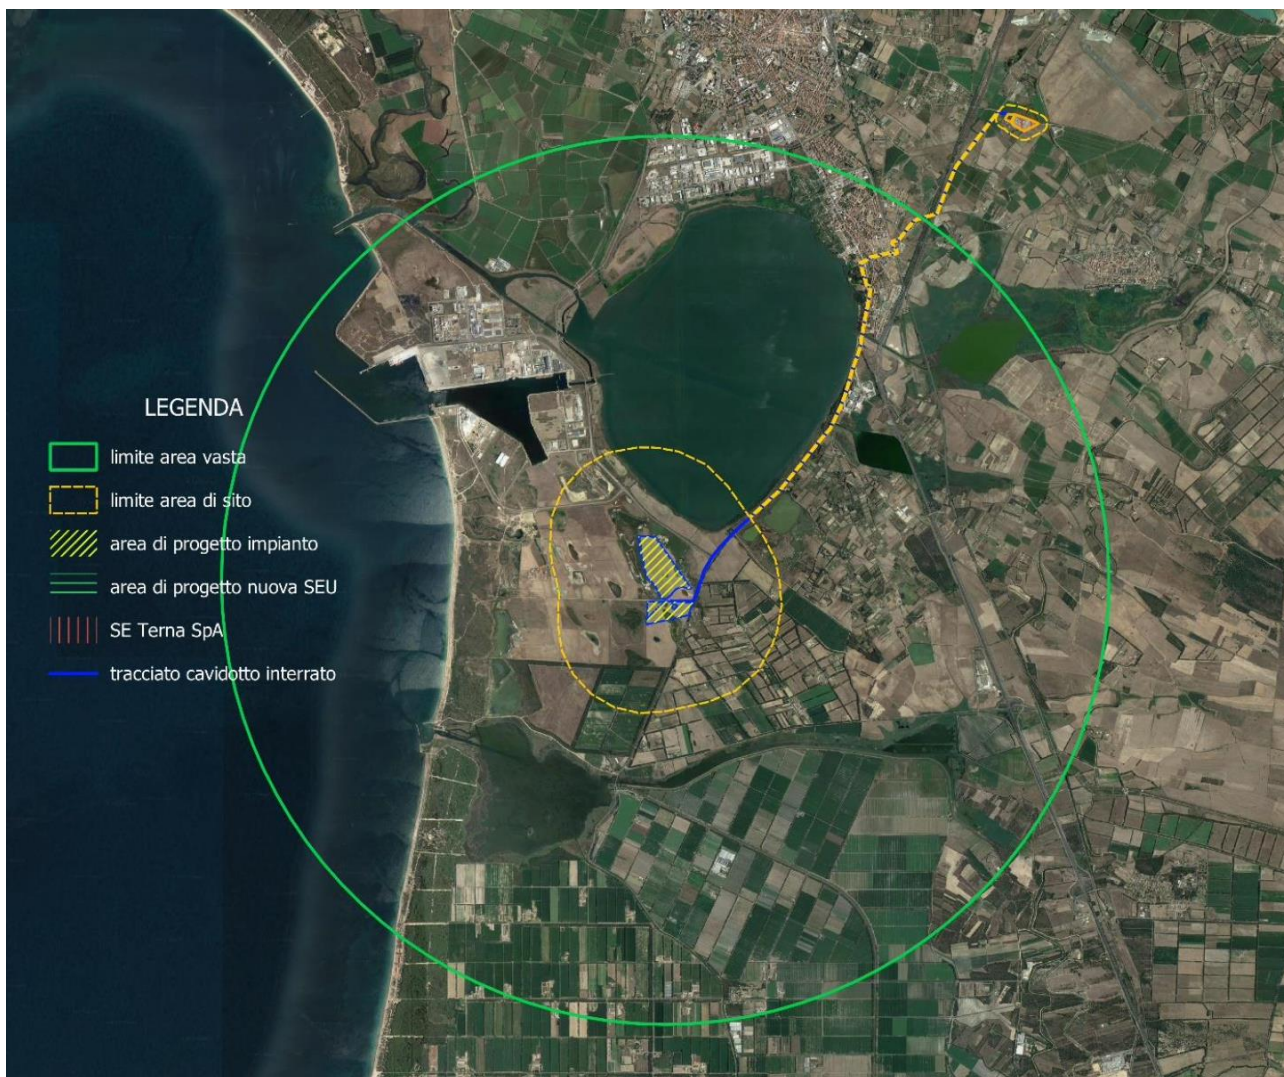 LEGENDA
limite area vasta
limite area di sito
area di progetto impianto
area di progetto nuova SEU
SE Terna SpA
tracciato cavidotto interrato